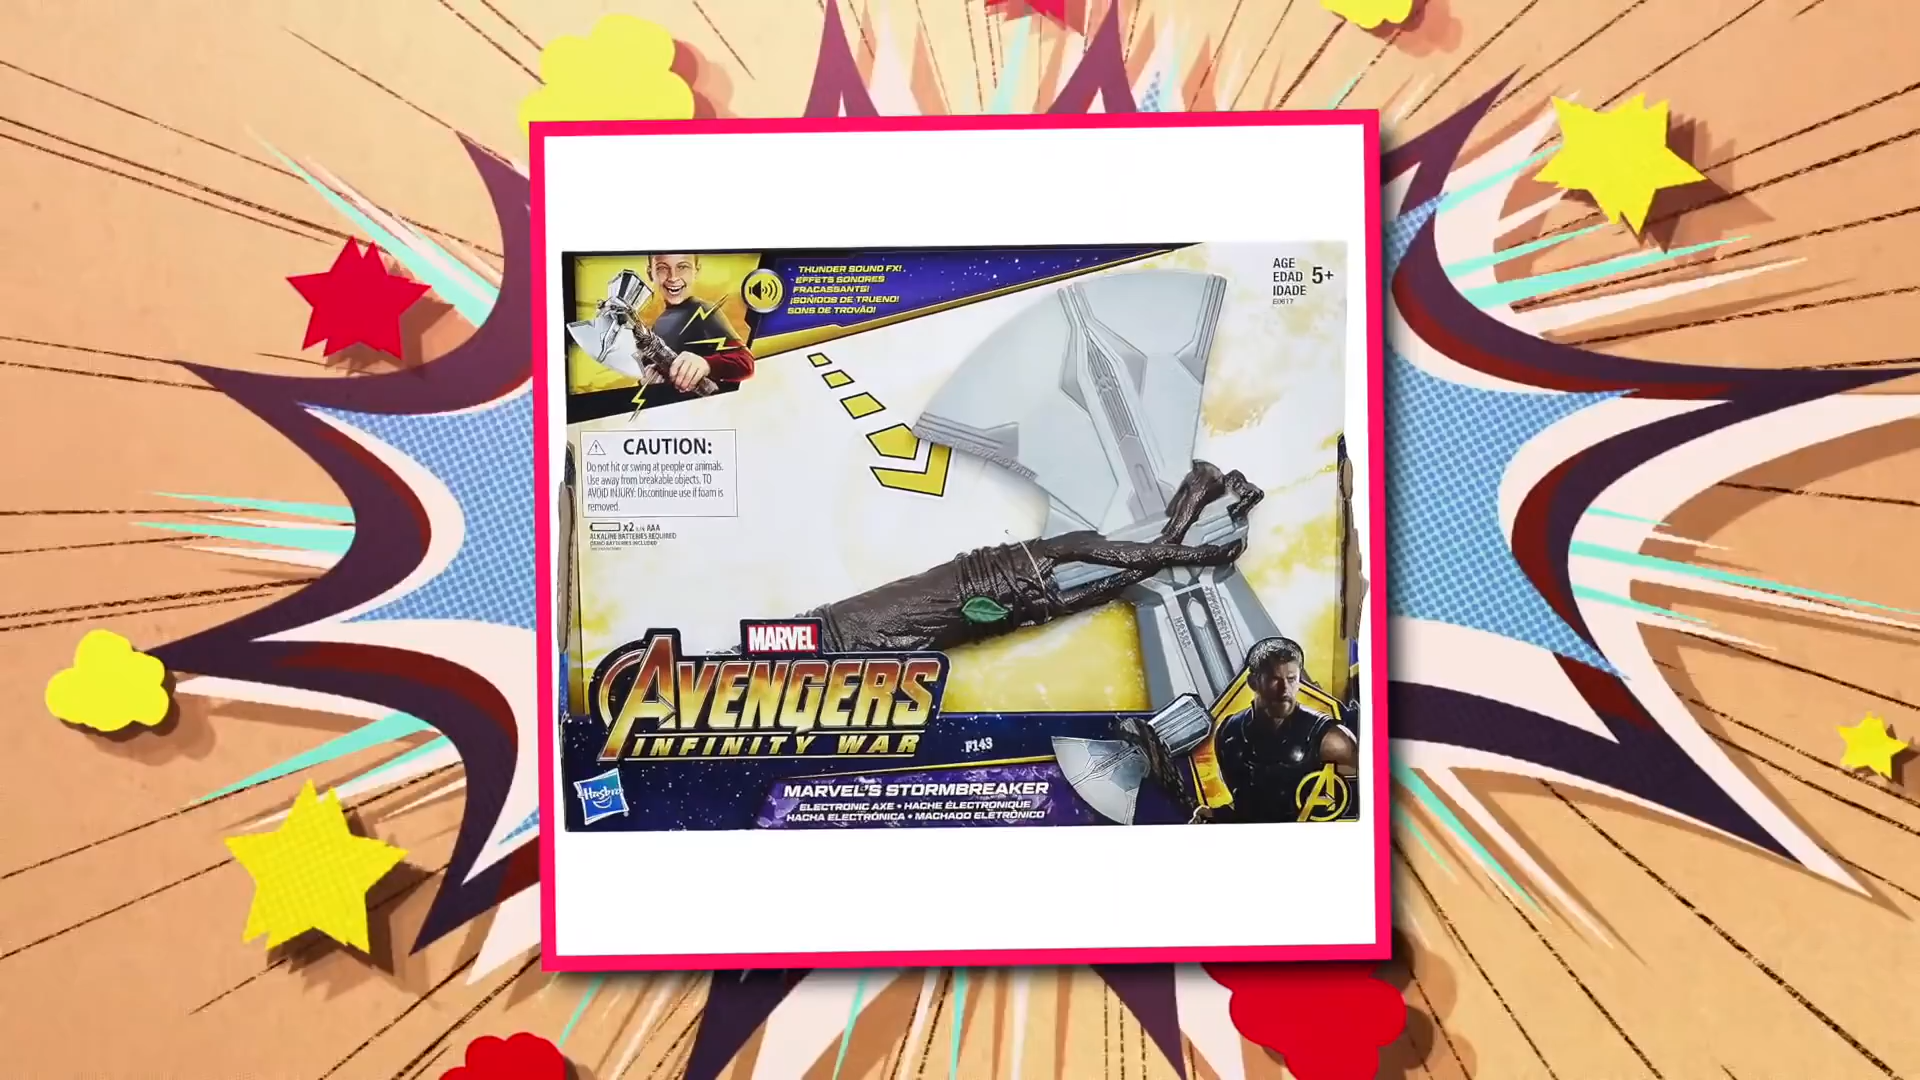 THUNDER SOUND FX!
EFFETS SONORES
FRACASSANTS!
¡SONIDOS DE TRUENO!
SONS DE TROVÃO!
AGE
EDAD
IDADE
5+
E0617
CAUTION:
Do not hit or swing at people or animals.
Use away from breakable objects. TO
AVOID INJURY: Discontinue use if foam is
removed.
x2 AAA
ALKALINE BATTERIES REQUIRED
MARVEL
AVENGERS
INFINITY WAR
F143
Hasbro
MARVEL'S STORMBREAKER
ELECTRONIC AXE • HACHE ÉLECTRONIQUE
HACHA ELECTRÓNICA • MACHADO ELETRÔNICO